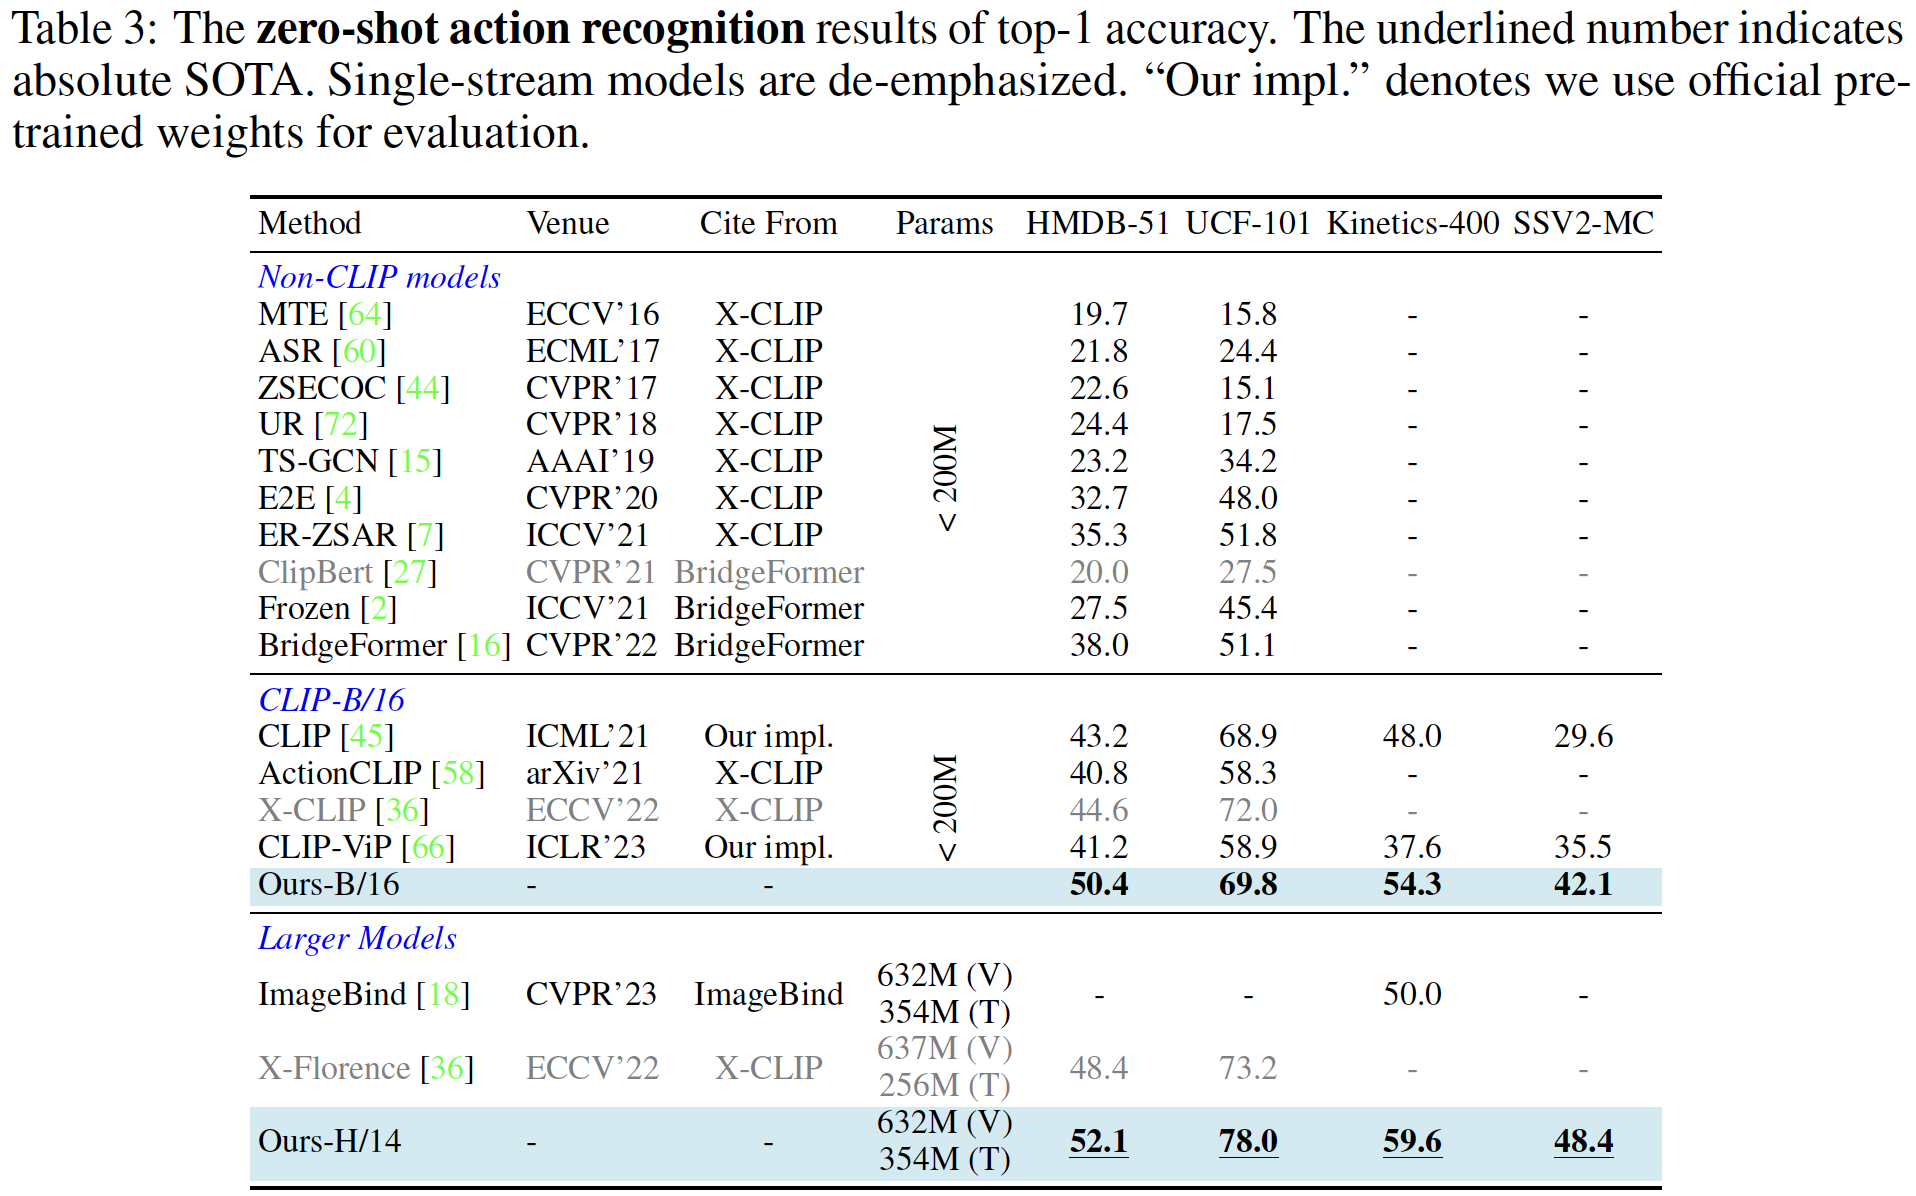 Table 3: The zero-shot action recognition results of top-1 accuracy. The underlined number indicates
absolute SOTA. Single-stream models are de-emphasized. “Our impl.” denotes we use official pre-
trained weights for evaluation.
Method Venue Cite From Params HMDB-51 UCF-101 Kinetics-400 SSV2-MC
Non-CLIP models
MTE [64] ECCV’16 X-CLIP 19.7 15.8 - -
ASR [60] ECML’17 X-CLIP 21.8 24.4 - -
ZSECOC [44] CVPR’17 X-CLIP 22.6 15.1 - -
UR [72] CVPR’18 X-CLIP 24.4 17.5 - -
TS-GCN [15] AAAI’19 X-CLIP 23.2 34.2 - -
< 200M
E2E [4] CVPR’20 X-CLIP 32.7 48.0 - -
ER-ZSAR [7] ICCV’21 X-CLIP 35.3 51.8 - -
ClipBert [27] CVPR’21 BridgeFormer 20.0 27.5 - -
Frozen [2] ICCV’21 BridgeFormer 27.5 45.4 - -
BridgeFormer [16] CVPR’22 BridgeFormer 38.0 51.1 - -
CLIP-B/16
CLIP [45] ICML’21 Our impl. 43.2 68.9 48.0 29.6
ActionCLIP [58] arXiv’21 X-CLIP 40.8 58.3 - -
< 200M
X-CLIP [36] ECCV’22 X-CLIP 44.6 72.0 - -
CLIP-ViP [66] ICLR’23 Our impl. 41.2 58.9 37.6 35.5
Ours-B/16 - - 50.4 69.8 54.3 42.1
Larger Models
ImageBind [18] CVPR’23 ImageBind 632M (V) - - 50.0 -
354M (T)
X-Florence [36] ECCV’22 X-CLIP 637M (V) 48.4 73.2 - -
256M (T)
Ours-H/14 - - 632M (V) 52.1 78.0 59.6 48.4
354M (T)